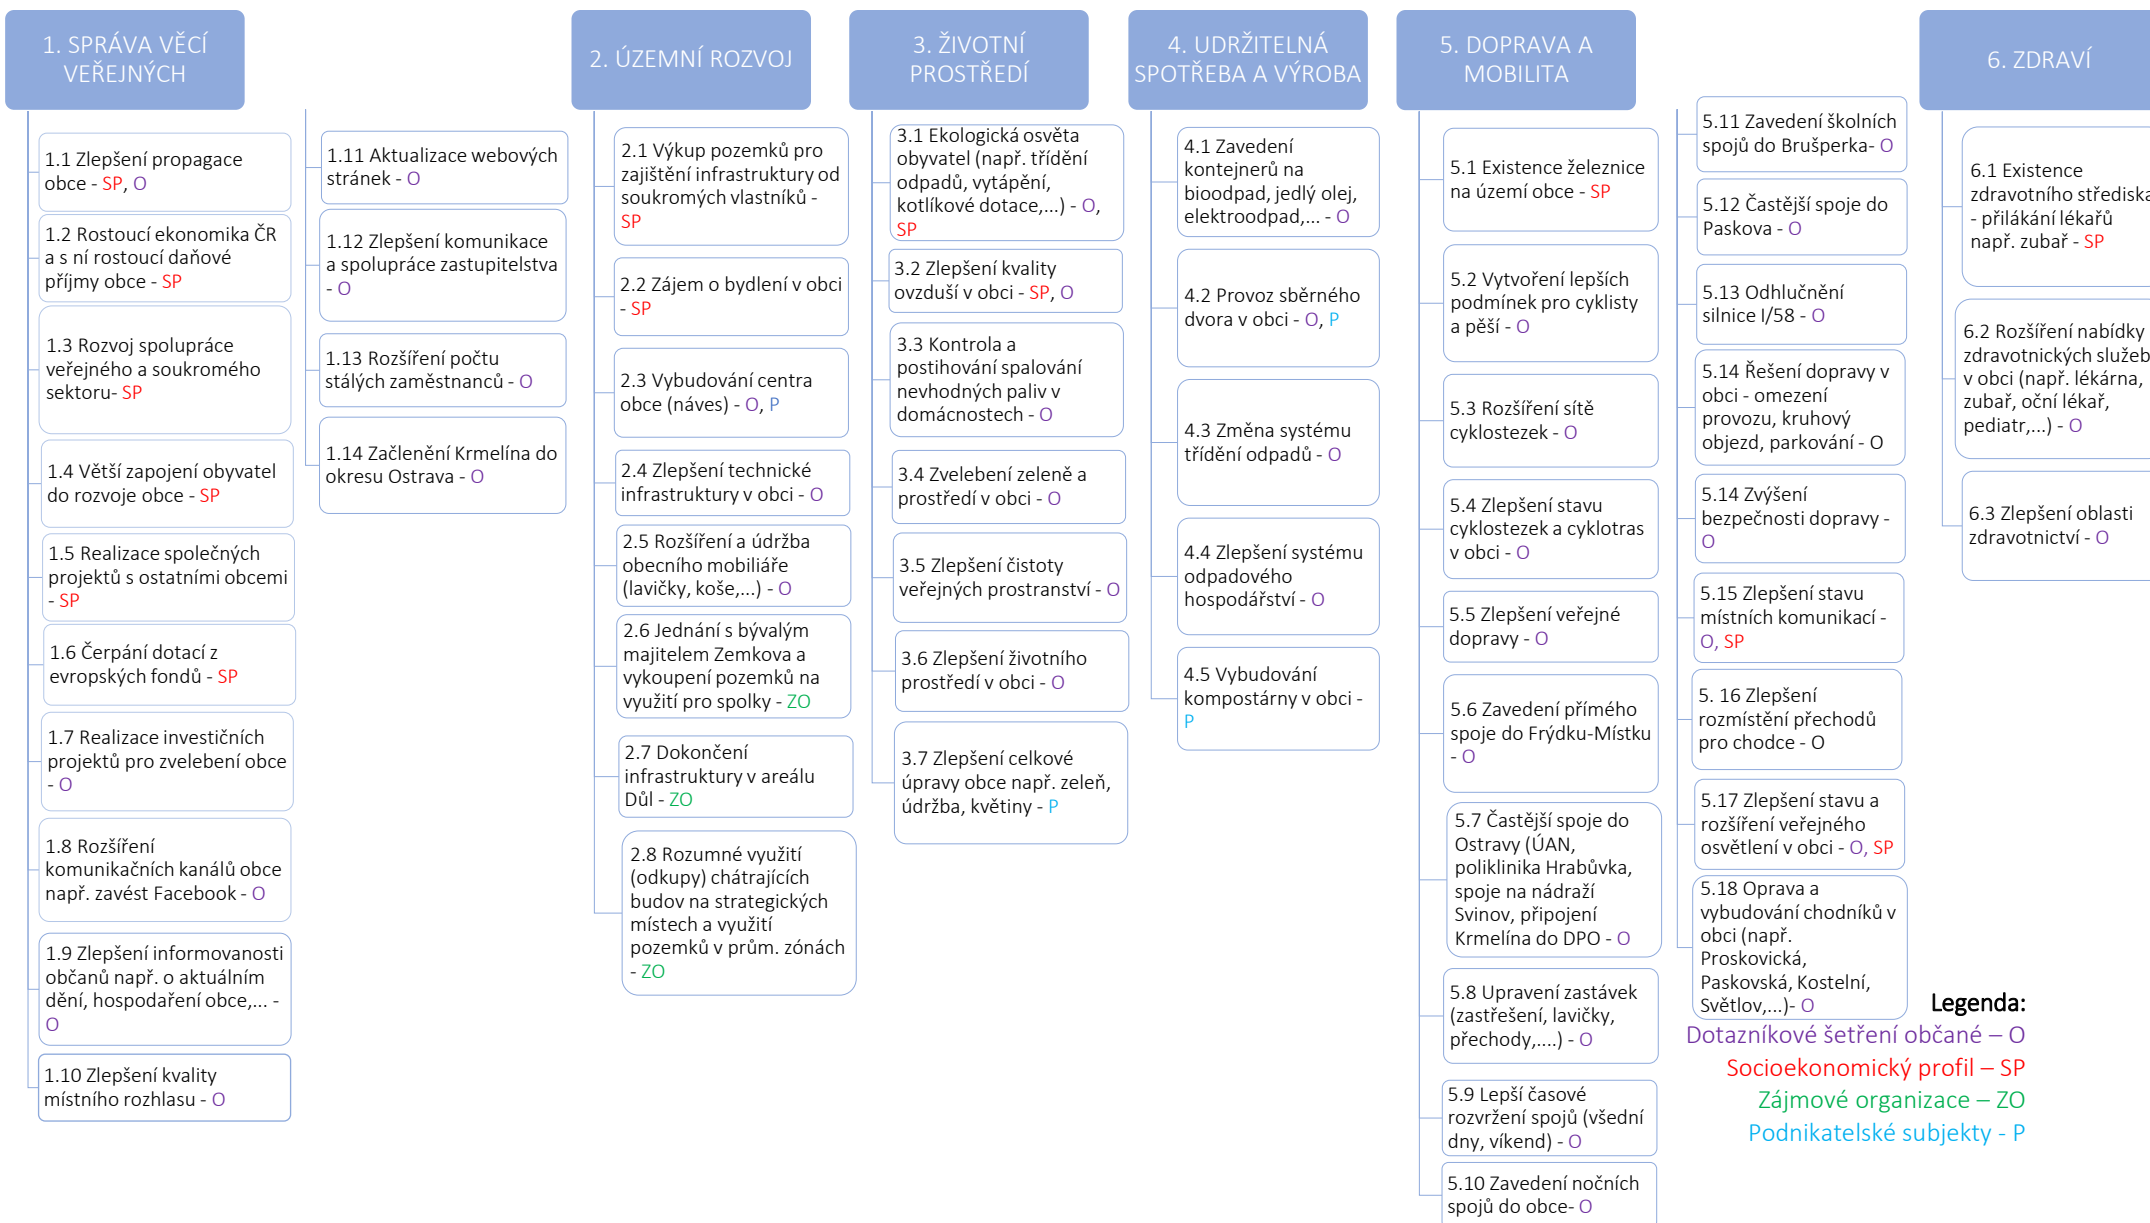 1. SPRÁVA VĚCÍ
VEŘEJNÝCH
1.1 Zlepšení propagace
obce - SP, O
1.2 Rostoucí ekonomika ČR
a s ní rostoucí daňové
příjmy obce - SP
1.3 Rozvoj spolupráce
veřejného a soukromého
sektoru- SP
1.4 Větší zapojení obyvatel
do rozvoje obce - SP
1.5 Realizace společných
projektů s ostatními obcemi
- SP
1.6 Čerpání dotací z
evropských fondů - SP
1.7 Realizace investičních
projektů pro zvelebení obce
- O
1.8 Rozšíření
komunikačních kanálů obce
např. zavést Facebook - O
1.9 Zlepšení informovanosti
občanů např. o aktuálním
dění, hospodaření obce,... -
O
1.10 Zlepšení kvality
místního rozhlasu - O
1.11 Aktualizace webových
stránek - O
1.12 Zlepšení komunikace
a spolupráce zastupitelstva
- O
1.13 Rozšíření počtu
stálých zaměstnanců - O
1.14 Začlenění Krmelína do
okresu Ostrava - O
2. ÚZEMNÍ ROZVOJ
2.1 Výkup pozemků pro
zajištění infrastruktury od
soukromých vlastníků -
SP
2.2 Zájem o bydlení v obci
- SP
2.3 Vybudování centra
obce (náves) - O, P
2.4 Zlepšení technické
infrastruktury v obci - O
2.5 Rozšíření a údržba
obecního mobiliáře
(lavičky, koše,...) - O
2.6 Jednání s bývalým
majitelem Zemkova a
vykoupení pozemků na
využití pro spolky - ZO
2.7 Dokončení
infrastruktury v areálu
Důl - ZO
2.8 Rozumné využití
(odkupy) chátrajících
budov na strategických
místech a využití
pozemků v prům. zónách
- ZO
3. ŽIVOTNÍ
PROSTŘEDÍ
3.1 Ekologická osvěta
obyvatel (např. třídění
odpadů, vytápění,
kotlíkové dotace,...) - O,
SP
3.2 Zlepšení kvality
ovzduší v obci - SP, O
3.3 Kontrola a
postihování spalování
nevhodných paliv v
domácnostech - O
3.4 Zvelebení zeleně a
prostředí v obci - O
3.5 Zlepšení čistoty
veřejných prostranství - O
3.6 Zlepšení životního
prostředí v obci - O
3.7 Zlepšení celkové
úpravy obce např. zeleň,
údržba, květiny - P
4. UDRŽITELNÁ
SPOTŘEBA A VÝROBA
4.1 Zavedení
kontejnerů na
bioodpad, jedlý olej,
elektroodpad,... - O
4.2 Provoz sběrného
dvora v obci - O, P
4.3 Změna systému
třídění odpadů - O
4.4 Zlepšení systému
odpadového
hospodářství - O
4.5 Vybudování
kompostárny v obci -
P
5. DOPRAVA A
MOBILITA
5.1 Existence železnice
na území obce - SP
5.2 Vytvoření lepších
podmínek pro cyklisty
a pěší - O
5.3 Rozšíření sítě
cyklostezek - O
5.4 Zlepšení stavu
cyklostezek a cyklotras
v obci - O
5.5 Zlepšení veřejné
dopravy - O
5.6 Zavedení přímého
spoje do Frýdku-Místku
- O
5.7 Častější spoje do
Ostravy (ÚAN,
poliklinika Hrabůvka,
spoje na nádraží
Svinov, připojení
Krmelína do DPO - O
5.8 Upravení zastávek
(zastřešení, lavičky,
přechody,....) - O
5.9 Lepší časové
rozvržení spojů (všední
dny, víkend) - O
5.10 Zavedení nočních
spojů do obce- O
5.11 Zavedení školních
spojů do Brušperka- O
5.12 Častější spoje do
Paskova - O
5.13 Odhlučnění
silnice I/58 - O
5.14 Řešení dopravy v
obci - omezení
provozu, kruhový
objezd, parkování - O
5.14 Zvýšení
bezpečnosti dopravy -
O
5.15 Zlepšení stavu
místních komunikací -
O, SP
5. 16 Zlepšení
rozmístění přechodů
pro chodce - O
5.17 Zlepšení stavu a
rozšíření veřejného
osvětlení v obci - O, SP
5.18 Oprava a
vybudování chodníků v
obci (např.
Proskovická,
Paskovská, Kostelní,
Světlov,...)- O
6. ZDRAVÍ
6.1 Existence
zdravotního střediska
- přilákání lékařů
např. zubař - SP
6.2 Rozšíření nabídky
zdravotnických služeb
v obci (např. lékárna,
zubař, oční lékař,
pediatr,...) - O
6.3 Zlepšení oblasti
zdravotnictví - O
Legenda:
Dotazníkové šetření občané – O
Socioekonomický profil – SP
Zájmové organizace – ZO
Podnikatelské subjekty - P